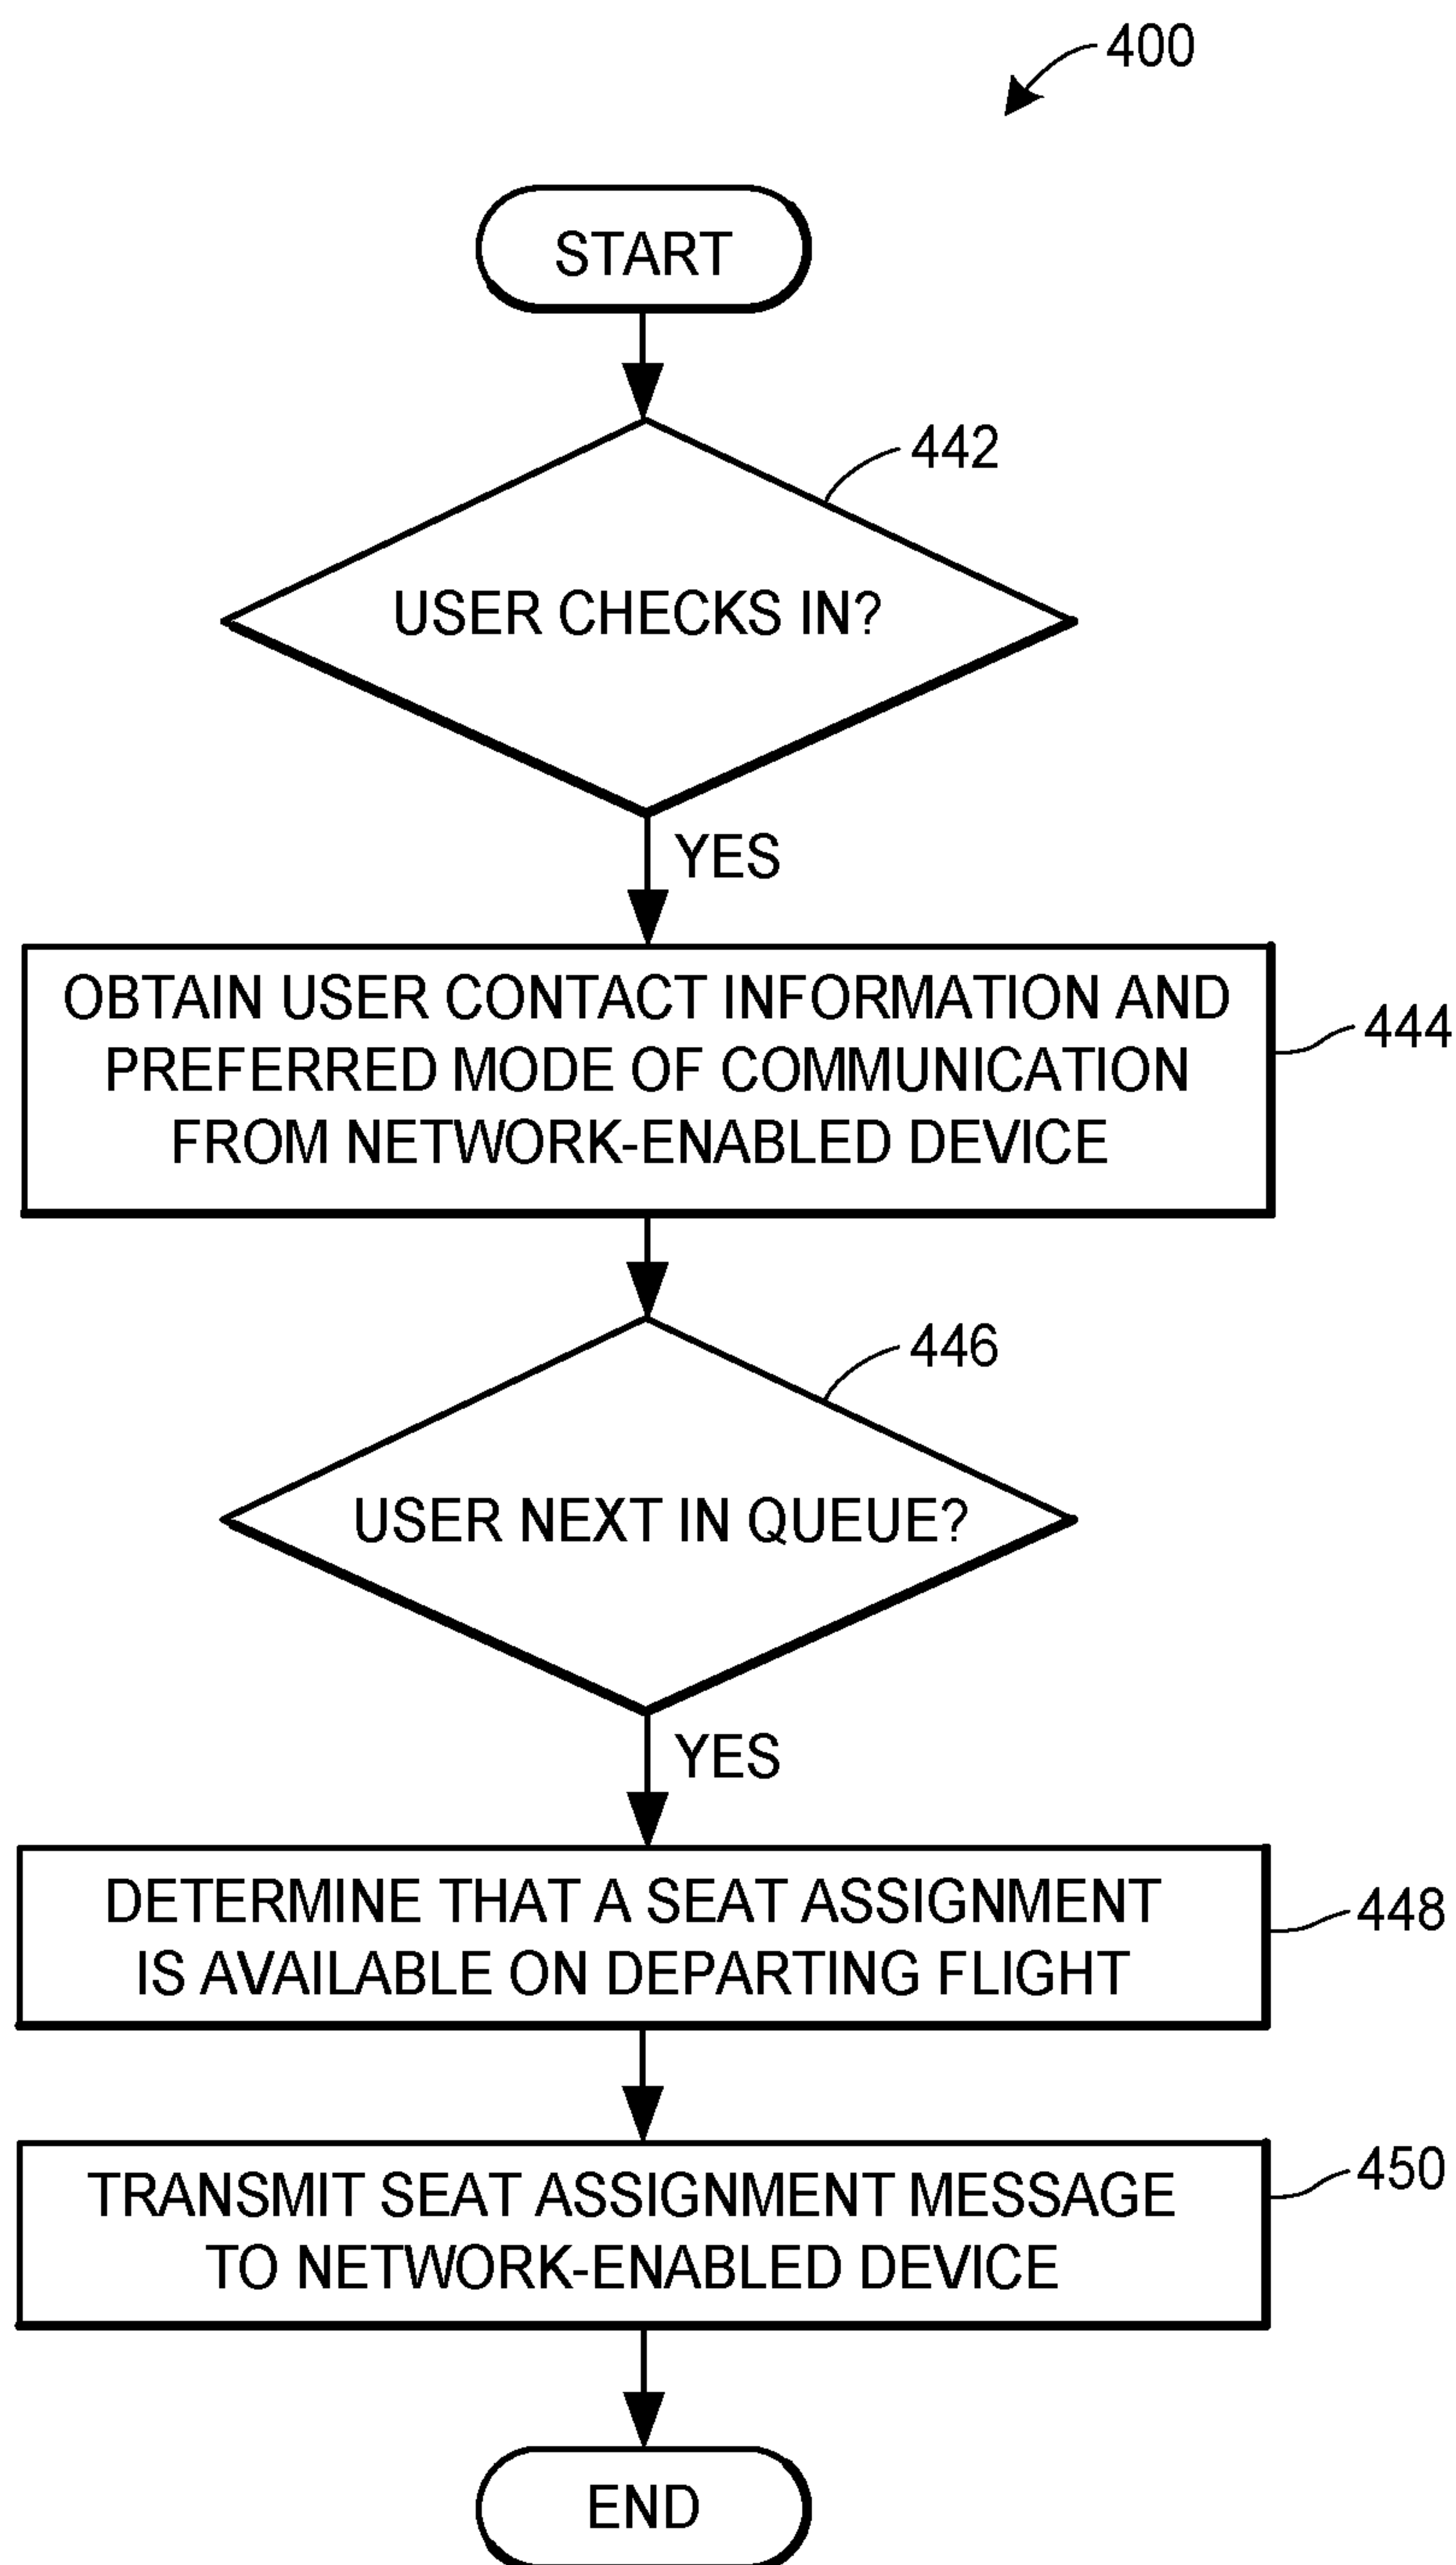 400
START
442
USER CHECKS IN?
YES
OBTAIN USER CONTACT INFORMATION AND
PREFERRED MODE OF COMMUNICATION
FROM NETWORK-ENABLED DEVICE
444
446
USER NEXT IN QUEUE?
YES
DETERMINE THAT A SEAT ASSIGNMENT
IS AVAILABLE ON DEPARTING FLIGHT
448
TRANSMIT SEAT ASSIGNMENT MESSAGE
TO NETWORK-ENABLED DEVICE
450
END